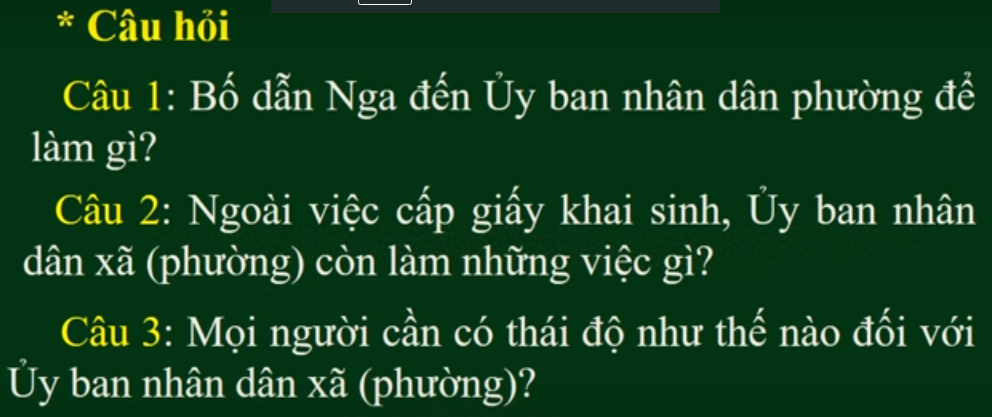 * Câu hỏi
Câu 1: Bố dẫn Nga đến Ủy ban nhân dân phường để
làm gì?
Câu 2: Ngoài việc cấp giấy khai sinh, Ủy ban nhân
dân xã (phường) còn làm những việc gì?
Câu 3: Mọi người cần có thái độ như thế nào đối với
Ủy ban nhân dân xã (phường)?